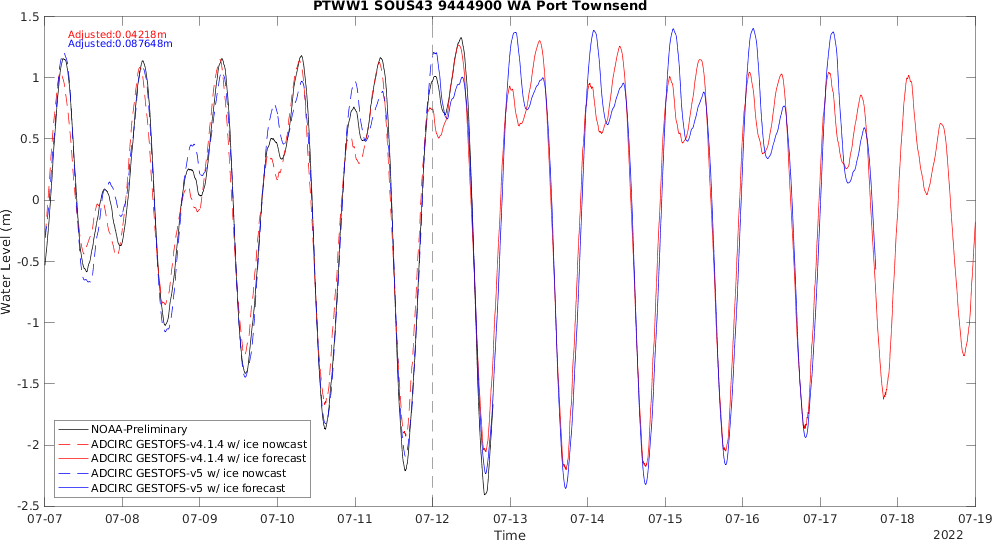 PTWW1 SOUS43 9444900 WA Port Townsend
Adjusted:0.04218m
Adjusted:0.087648m
1.5
1
0.5
0
-0.5
-1
-1.5
-2
-2.5
Water Level (m)
NOAA-Preliminary
ADCIRC GESTOFS-v4.1.4 w/ ice nowcast
ADCIRC GESTOFS-v4.1.4 w/ ice forecast
ADCIRC GESTOFS-v5 w/ ice nowcast
ADCIRC GESTOFS-v5 w/ ice forecast
07-07 07-08 07-09 07-10 07-11 07-12 07-13 07-14 07-15 07-16 07-17 07-18 07-19
Time
2022